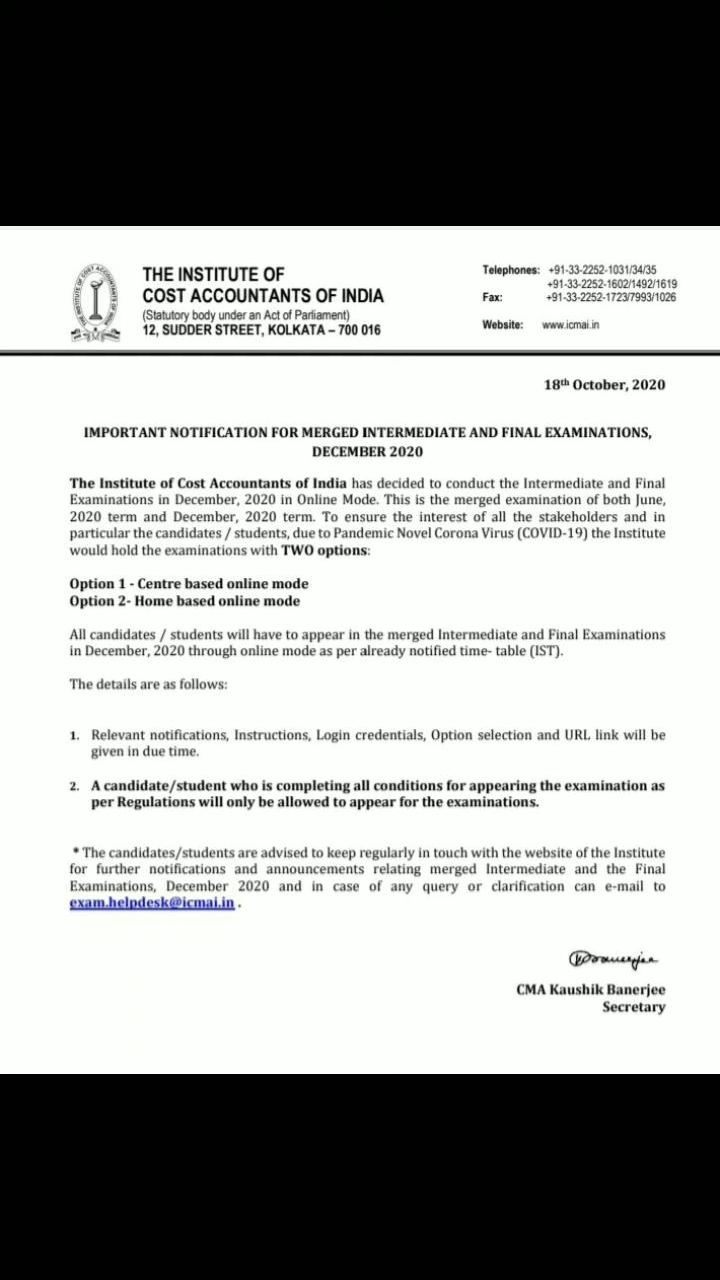 THE INSTITUTE OF
COST ACCOUNTANTS OF INDIA
(Statutory body under an Act of Parliament)
12, SUDDER STREET, KOLKATA – 700 016
Telephones: +91-33-2252-1031/34/35
+91-33-2252-1602/1492/1619
Fax: +91-33-2252-1723/7993/1026
Website: www.icmai.in
18th October, 2020
IMPORTANT NOTIFICATION FOR MERGED INTERMEDIATE AND FINAL EXAMINATIONS,
DECEMBER 2020
The Institute of Cost Accountants of India has decided to conduct the Intermediate and Final
Examinations in December, 2020 in Online Mode. This is the merged examination of both June,
2020 term and December, 2020 term. To ensure the interest of all the stakeholders and in
particular the candidates / students, due to Pandemic Novel Corona Virus (COVID-19) the Institute
would hold the examinations with TWO options:
Option 1 - Centre based online mode
Option 2- Home based online mode
All candidates / students will have to appear in the merged Intermediate and Final Examinations
in December, 2020 through online mode as per already notified time- table (IST).
The details are as follows:
1. Relevant notifications, Instructions, Login credentials, Option selection and URL link will be
given in due time.
2. A candidate/student who is completing all conditions for appearing the examination as
per Regulations will only be allowed to appear for the examinations.
* The candidates/students are advised to keep regularly in touch with the website of the Institute
for further notifications and announcements relating merged Intermediate and the Final
Examinations, December 2020 and in case of any query or clarification can e-mail to
exam.helpdesk@icmai.in .
CMA Kaushik Banerjee
Secretary